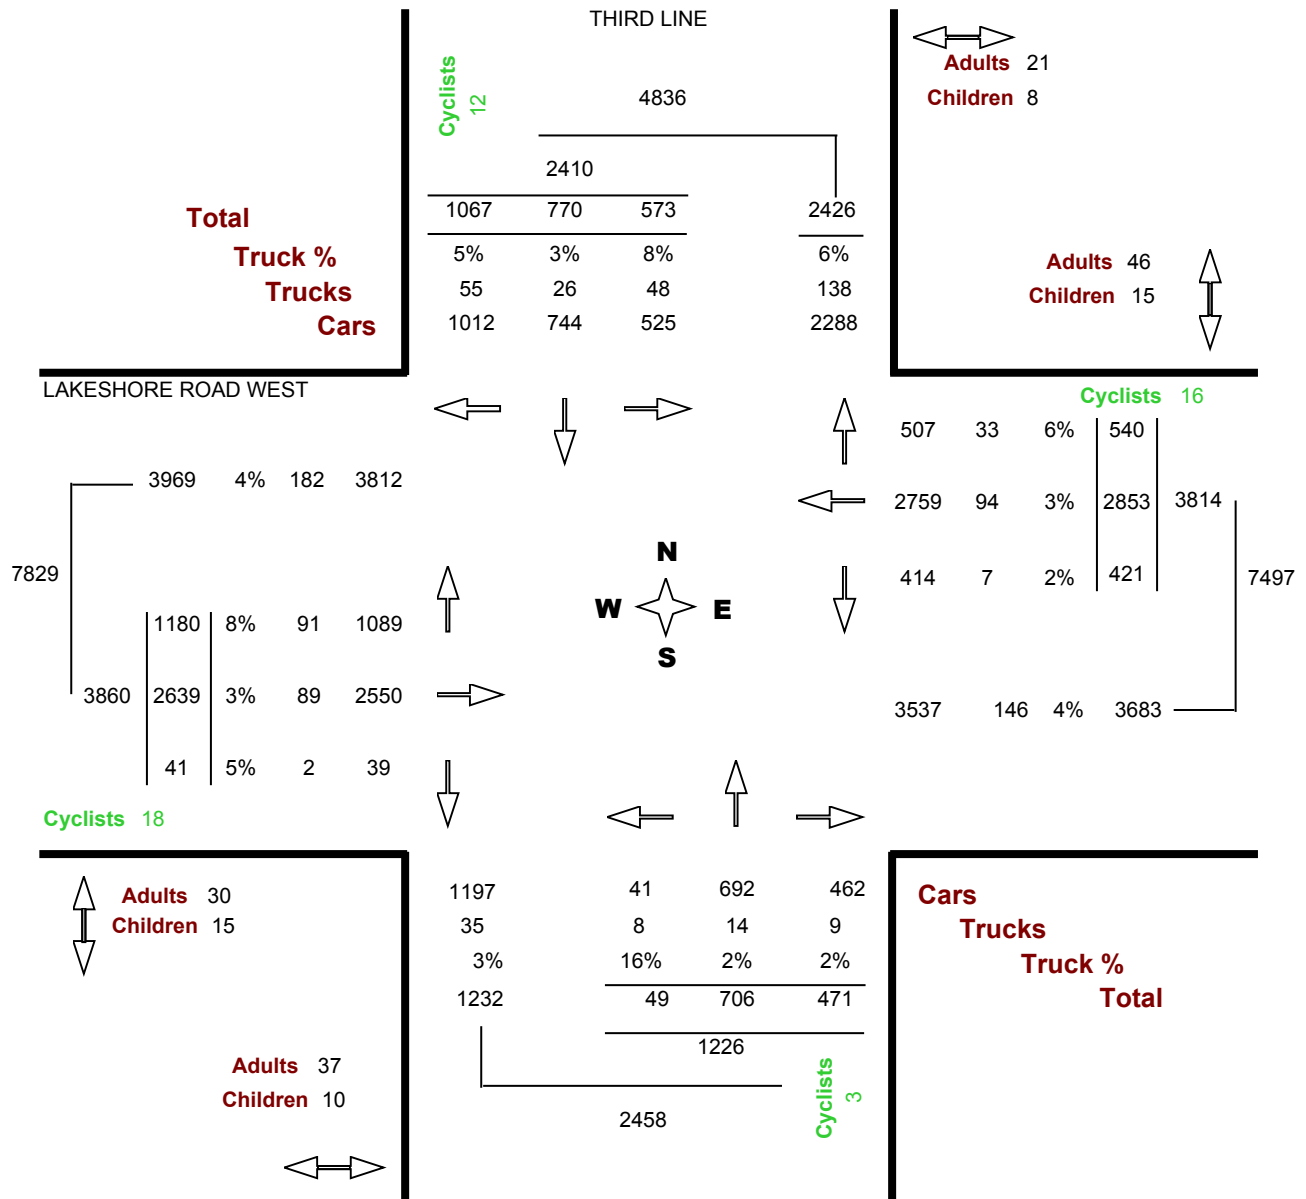 THIRD LINE
Adults 21
Children 8
Cyclists 12
4836
2410
Total 1067 770 573 2426
Truck % 5% 3% 8% 6%
Trucks 55 26 48 138
Cars 1012 744 525 2288
Adults 46
Children 15
LAKESHORE ROAD WEST
Cyclists 16
507 33 6% 540
3969 4% 182 3812
2759 94 3% 2853 3814
N
7829
414 7 2% 421 7497
W E
1180 8% 91 1089
S
3860 2639 3% 89 2550
3537 146 4% 3683
41 5% 2 39
Cyclists 18
Adults 30
Children 15
1197 41 692 462 Cars
35 8 14 9 Trucks
3% 16% 2% 2% Truck %
1232 49 706 471 Total
1226
Adults 37
Children 10
Cyclists 3
2458